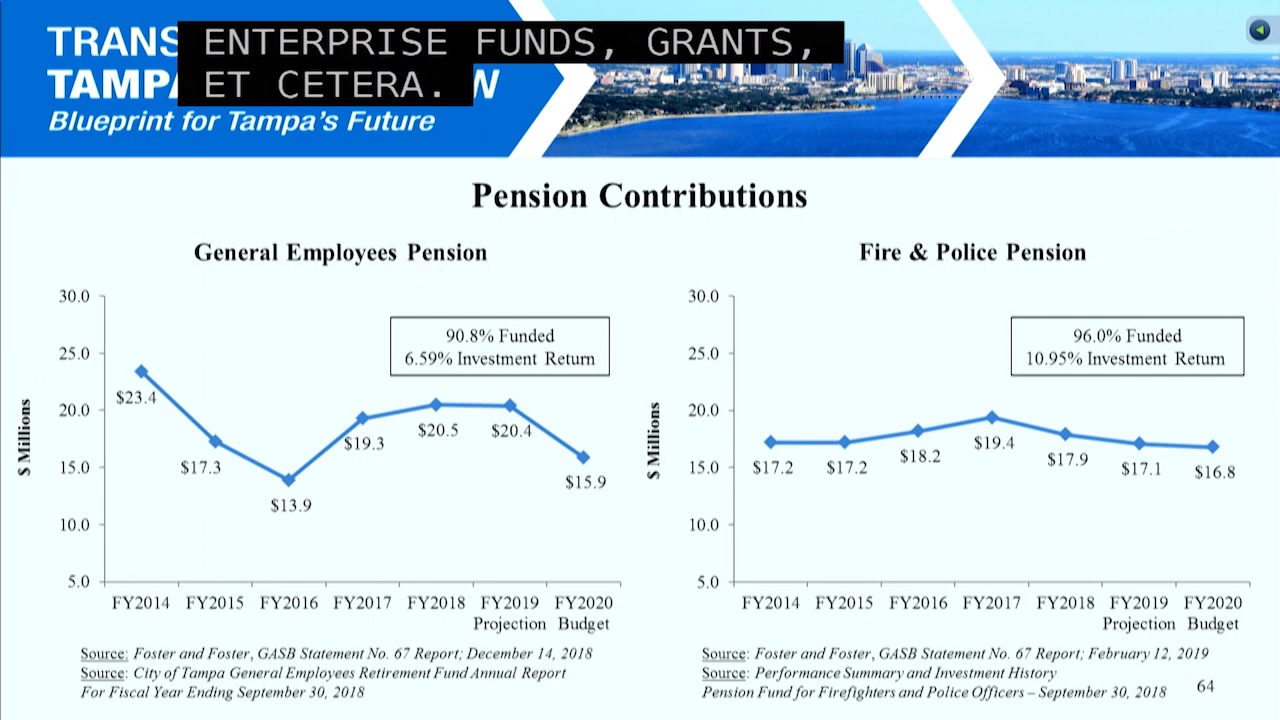 TRANS
ENTERPRISE FUNDS, GRANTS,
TAMPA
ET CETERA.
W
Blueprint for Tampa's Future
Pension Contributions
General Employees Pension
30.0
25.0
20.0
15.0
10.0
5.0
$ Millions
90.8% Funded
6.59% Investment Return
$23.4
$17.3
$13.9
$19.3
$20.5
$20.4
$15.9
FY2014 FY2015 FY2016 FY2017 FY2018 FY2019 FY2020
Projection Budget
Source: Foster and Foster, GASB Statement No. 67 Report; December 14, 2018
Source: City of Tampa General Employees Retirement Fund Annual Report
For Fiscal Year Ending September 30, 2018
Fire & Police Pension
30.0
25.0
20.0
15.0
10.0
5.0
$ Millions
96.0% Funded
10.95% Investment Return
$17.2
$17.2
$18.2
$19.4
$17.9
$17.1
$16.8
FY2014 FY2015 FY2016 FY2017 FY2018 FY2019 FY2020
Projection Budget
Source: Foster and Foster, GASB Statement No. 67 Report; February 12, 2019
Source: Performance Summary and Investment History
Pension Fund for Firefighters and Police Officers – September 30, 2018
64